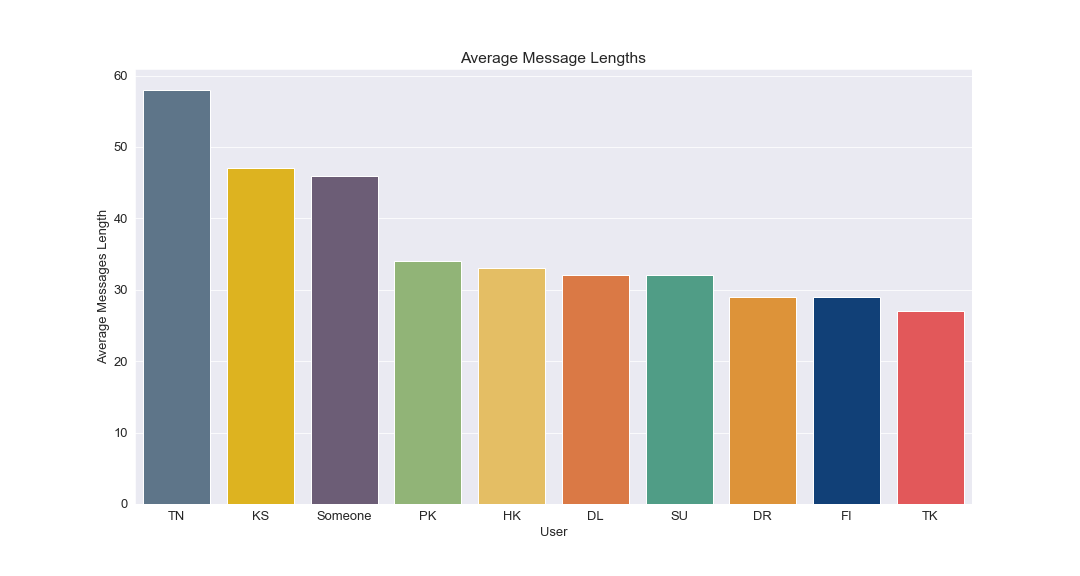 Average Message Lengths
Average Messages Length
60
50
40
30
20
10
0
TN KS Someone PK HK DL SU DR FI TK
User